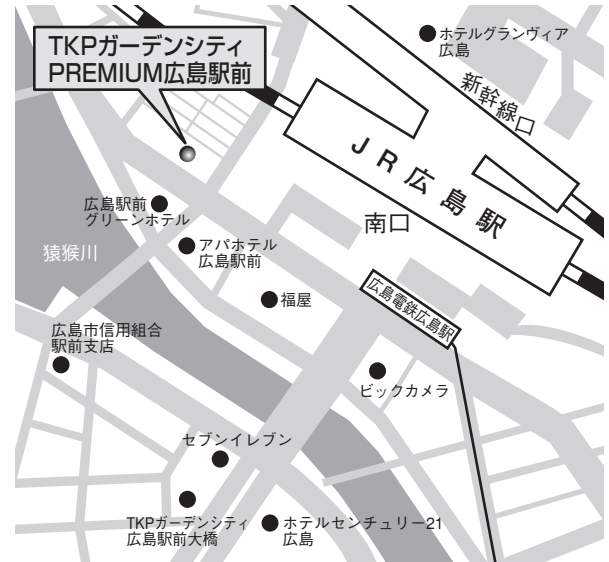 TKPガーデンシティ
PREMIUM広島駅前
ホテルグランヴィア
広島
新幹線口
JR広島駅
南口
広島駅前
グリーンホテル
猿猴川
アパホテル
広島駅前
福屋
広島電鉄広島駅
広島市信用組合
駅前支店
ビックカメラ
セブンイレブン
TKPガーデンシティ
広島駅前大橋
ホテルセンチュリー21
広島